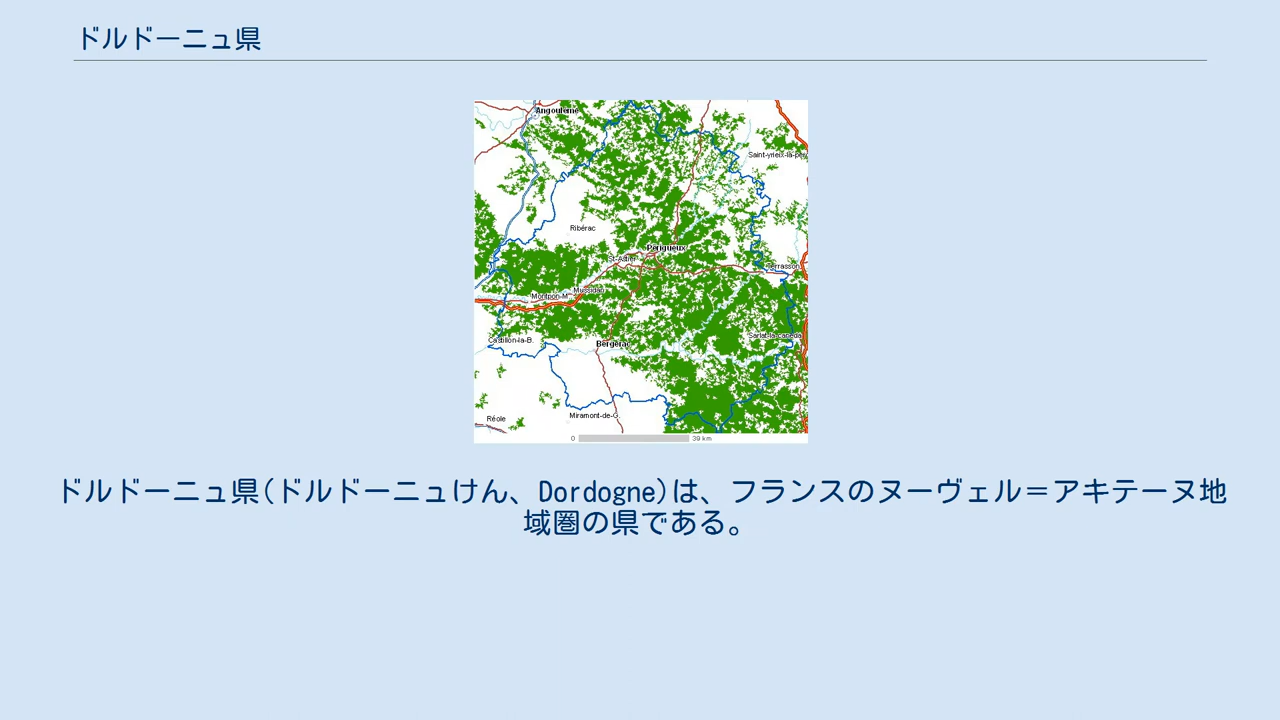 ドルドーニュ県
Angoulême
Saint-yrieix-la-per
Ribérac
Périgueux
St-Astier
Terrasson
Mussidan
Montpon-M.
Sarlat-la-canéda
Castillon-la-B.
Bergerac
Réole
Miramont-de-G.
0 39 km
ドルドーニュ県(ドルドーニュけん、Dordogne)は、フランスのヌーヴェル＝アキテーヌ地
域圏の県である。